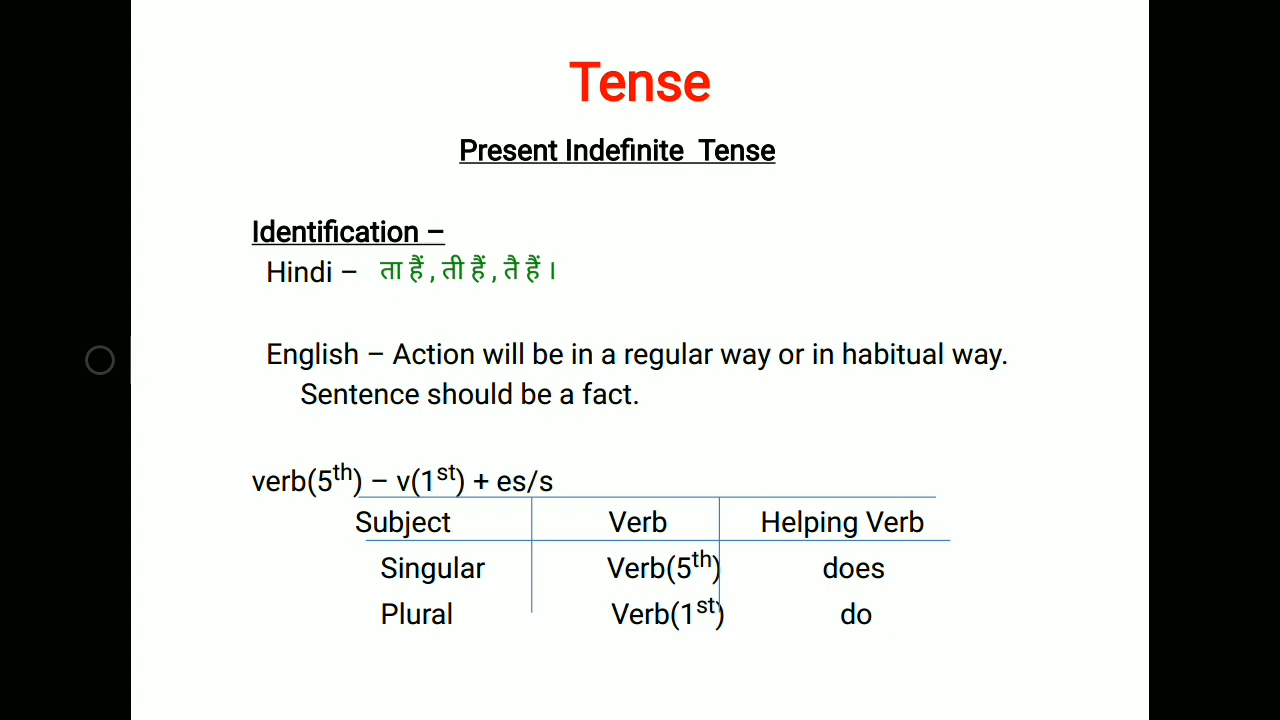 Tense
Present Indefinite Tense
Identification –
Hindi – ता हैं , ती हैं , तै हैं ।
English – Action will be in a regular way or in habitual way.
Sentence should be a fact.
verb(5th) – v(1st) + es/s
Subject Verb Helping Verb
Singular Verb(5th) does
Plural Verb(1st) do